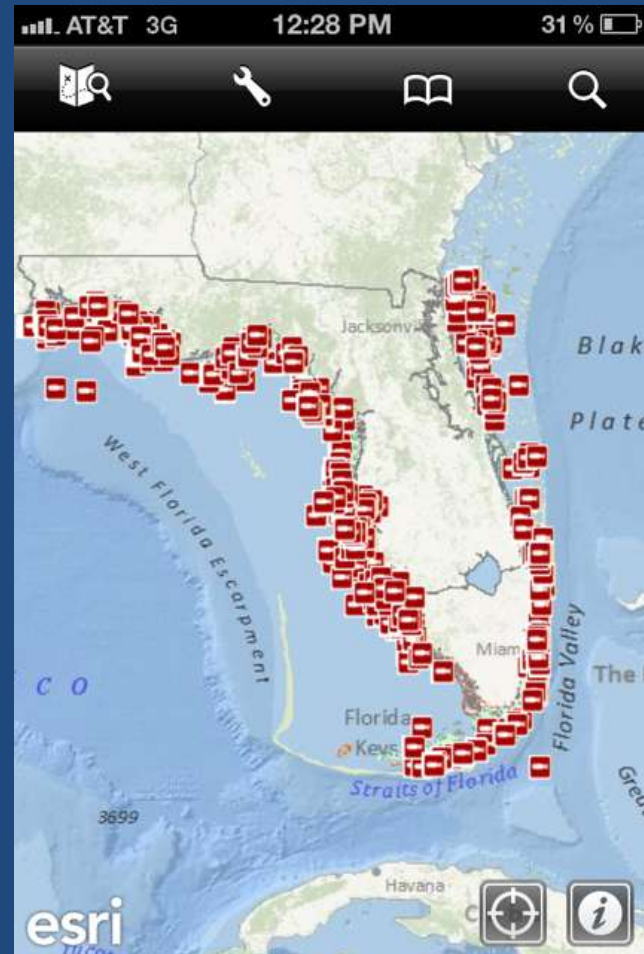 AT&T 3G 12:28 PM 31 %
Jacksonv
Blak
Plate
West Florida Escarpment
Miam
Florida Valley
The
C O
Florida
Keys
Straits of Florida
3699
Havana
esri